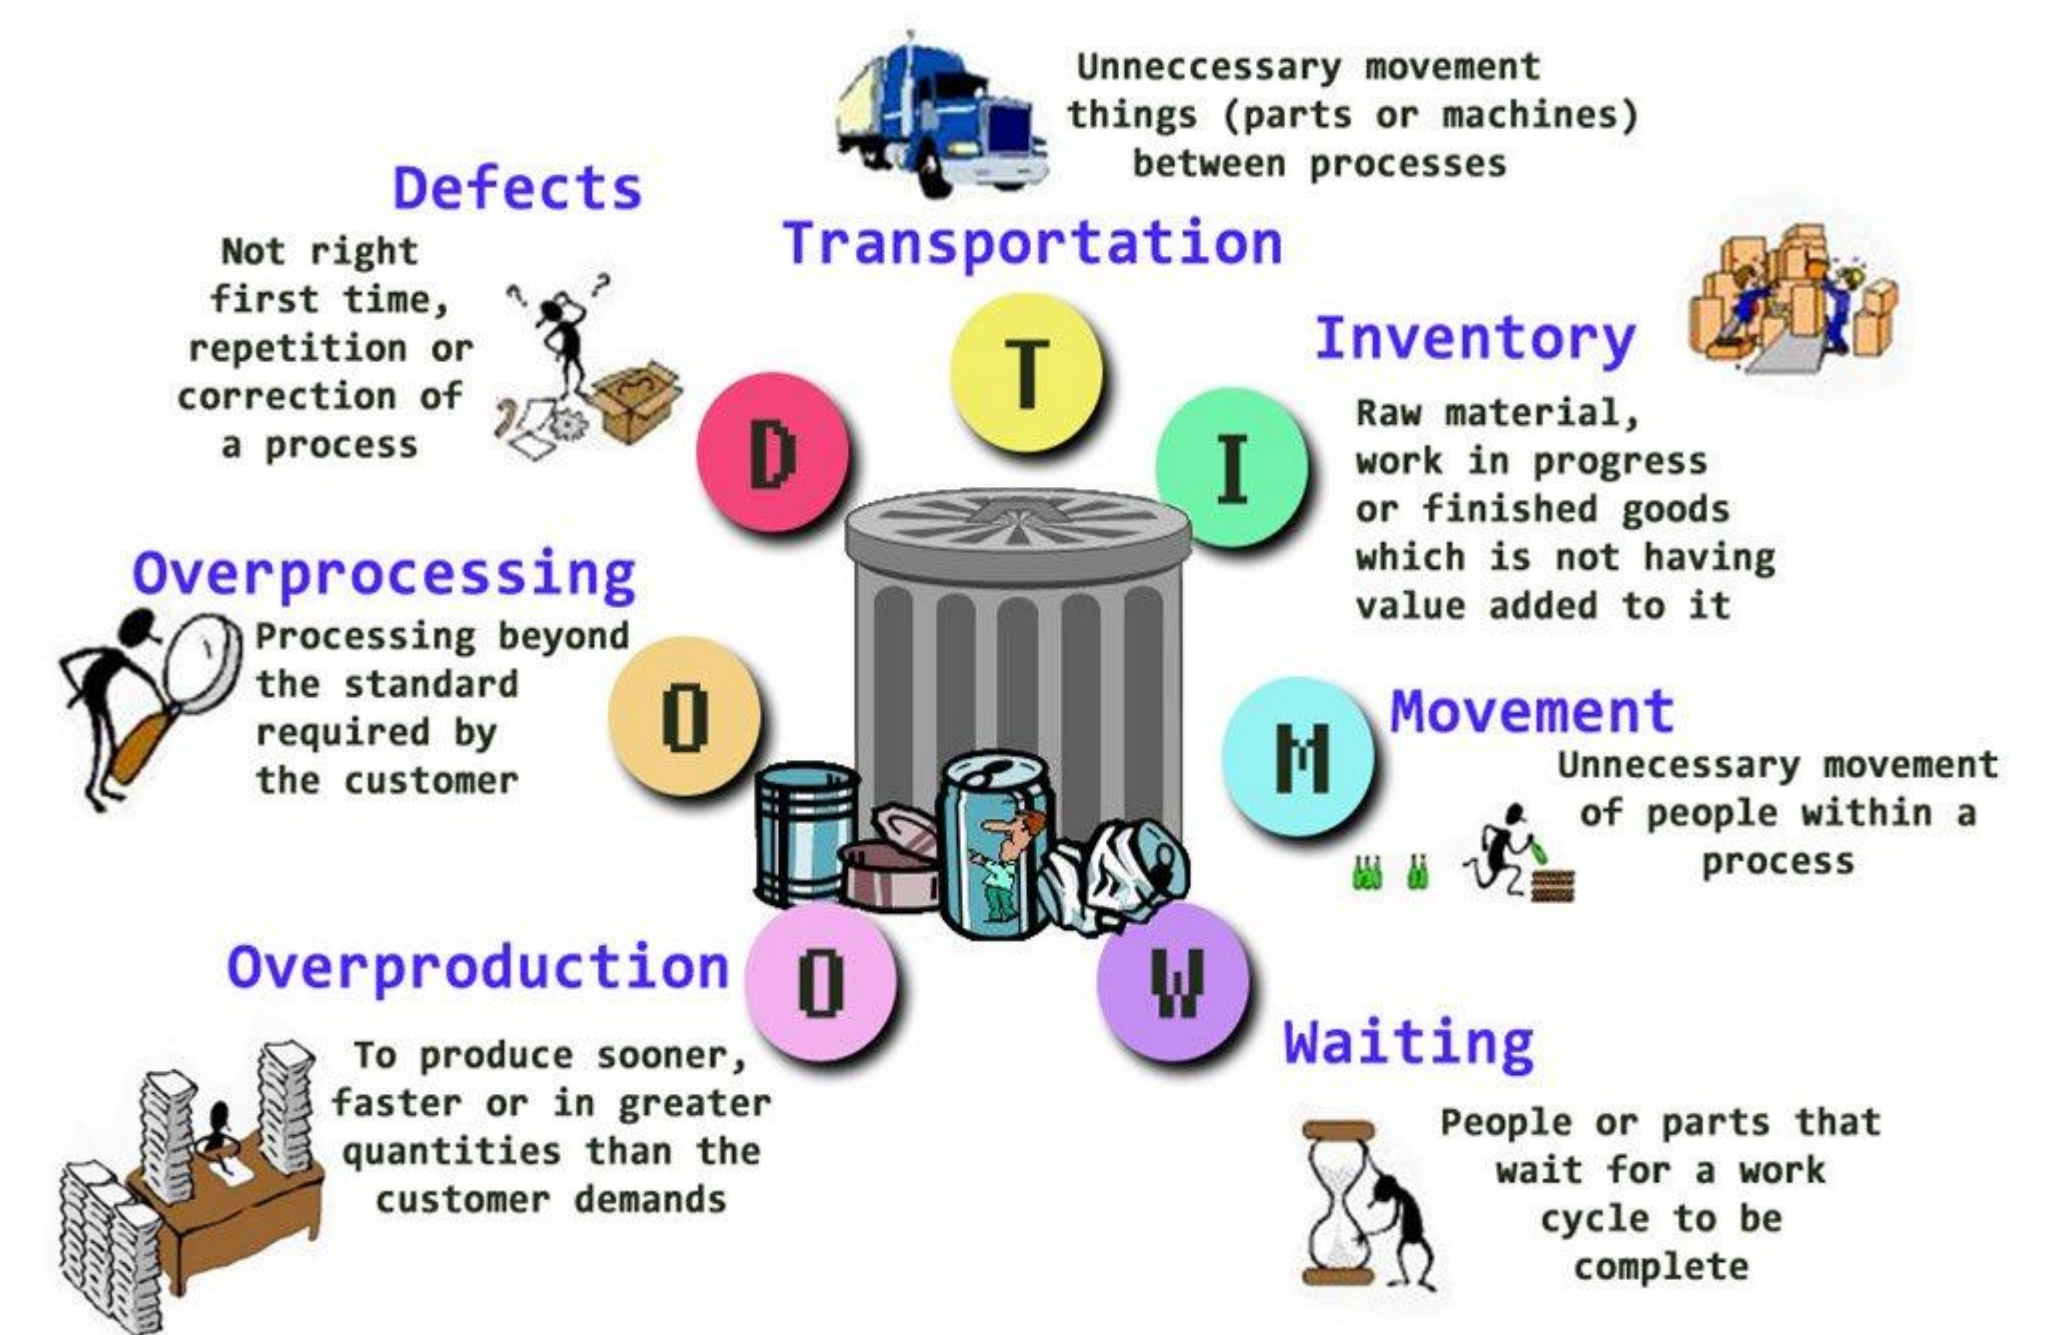 Unneccessary movement
things (parts or machines)
between processes
Transportation
T
Inventory
I
Raw material,
work in progress
or finished goods
which is not having
value added to it
Movement
M
Unnecessary movement
of people within a
process
Waiting
W
People or parts that
wait for a work
cycle to be
complete
Overproduction
O
To produce sooner,
faster or in greater
quantities than the
customer demands
Overprocessing
O
Processing beyond
the standard
required by
the customer
Defects
D
Not right
first time,
repetition or
correction of
a process
? ?